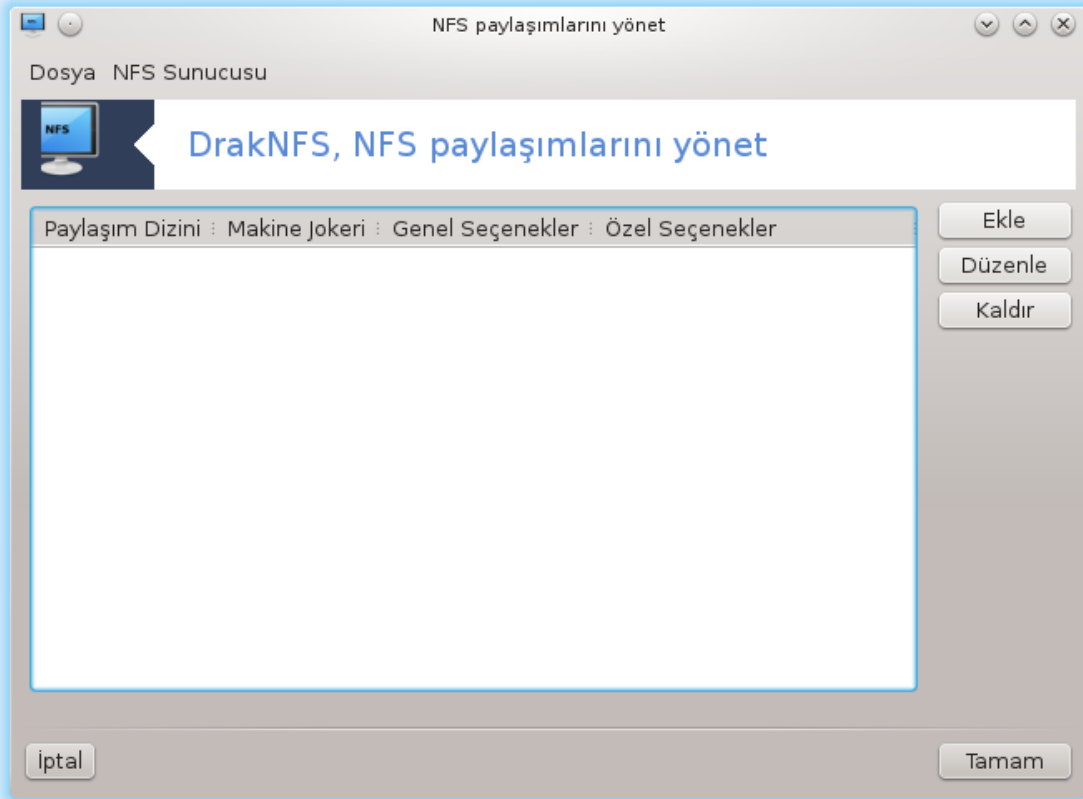 NFS paylaşımlarını yönet
Dosya NFS Sunucusu
NFS
DrakNFS, NFS paylaşımlarını yönet
Paylaşım Dizini Makine Jokeri Genel Seçenekler Özel Seçenekler
Ekle
Düzenle
Kaldır
İptal
Tamam